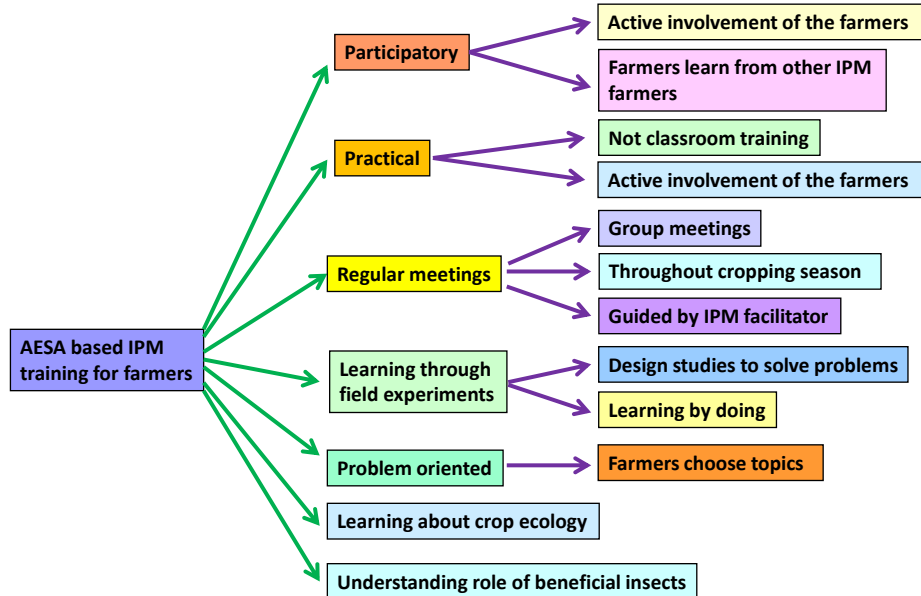 Participatory
Active involvement of the farmers
Farmers learn from other IPM
farmers
Practical
Not classroom training
Active involvement of the farmers
Regular meetings
Group meetings
Throughout cropping season
Guided by IPM facilitator
AESA based IPM
training for farmers
Learning through
field experiments
Design studies to solve problems
Learning by doing
Problem oriented
Farmers choose topics
Learning about crop ecology
Understanding role of beneficial insects